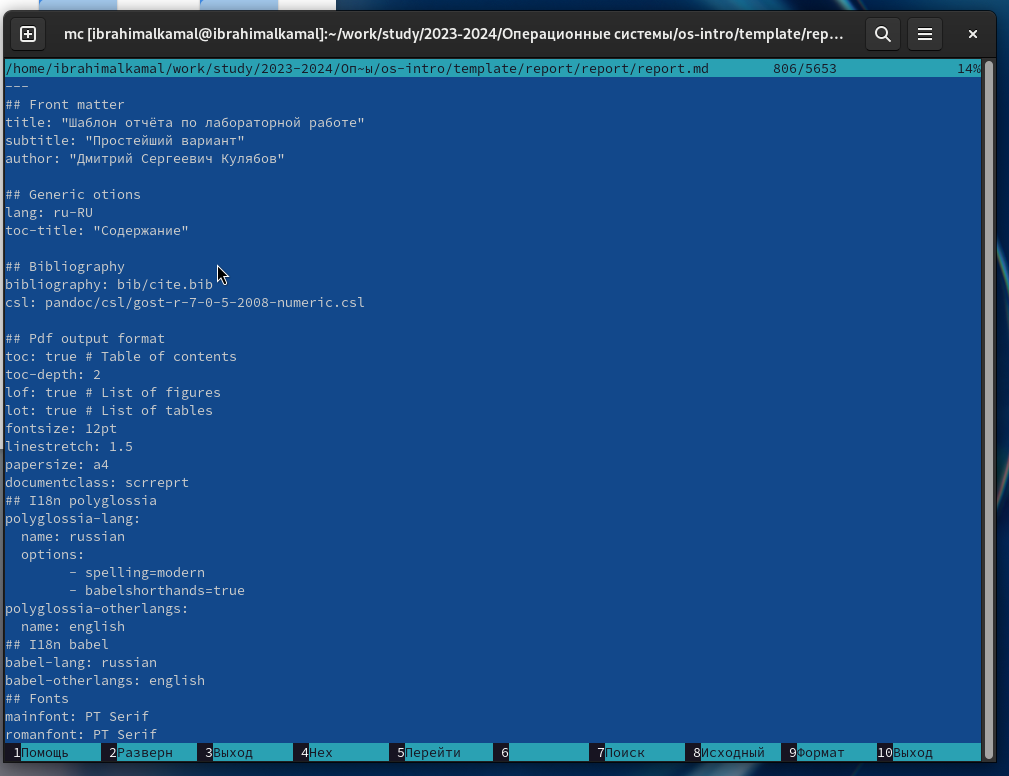 mc [ibrahimalkamal@ibrahimalkamal]:~/work/study/2023-2024/Операционные системы/os-intro/template/rep…
/home/ibrahimalkamal/work/study/2023-2024/Оп~ы/os-intro/template/report/report/report.md 806/5653 14%
---
## Front matter
title: "Шаблон отчёта по лабораторной работе"
subtitle: "Простейший вариант"
author: "Дмитрий Сергеевич Кулябов"

## Generic otions
lang: ru-RU
toc-title: "Содержание"

## Bibliography
bibliography: bib/cite.bib
csl: pandoc/csl/gost-r-7-0-5-2008-numeric.csl

## Pdf output format
toc: true # Table of contents
toc-depth: 2
lof: true # List of figures
lot: true # List of tables
fontsize: 12pt
linestretch: 1.5
papersize: a4
documentclass: scrreprt
## I18n polyglossia
polyglossia-lang:
  name: russian
  options:
        - spelling=modern
        - babelshorthands=true
polyglossia-otherlangs:
  name: english
## I18n babel
babel-lang: russian
babel-otherlangs: english
## Fonts
mainfont: PT Serif
romanfont: PT Serif
1Помощь 2Разверн 3Выход 4Hex 5Перейти 6 7Поиск 8Исходный 9Формат 10Выход